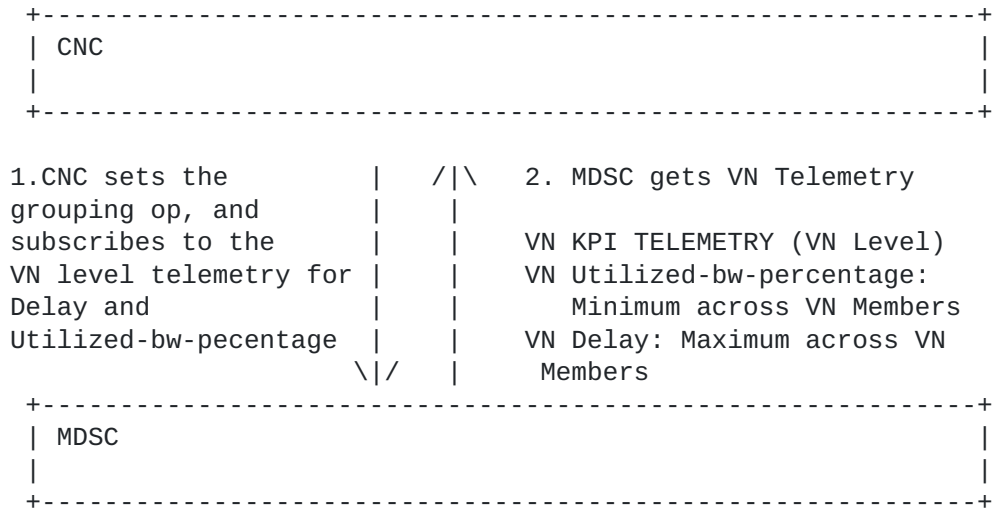 CNC
1.CNC sets the
grouping op, and
subscribes to the
VN level telemetry for
Delay and
Utilized-bw-pecentage
2. MDSC gets VN Telemetry
VN KPI TELEMETRY (VN Level)
VN Utilized-bw-percentage:
Minimum across VN Members
VN Delay: Maximum across VN
Members
MDSC